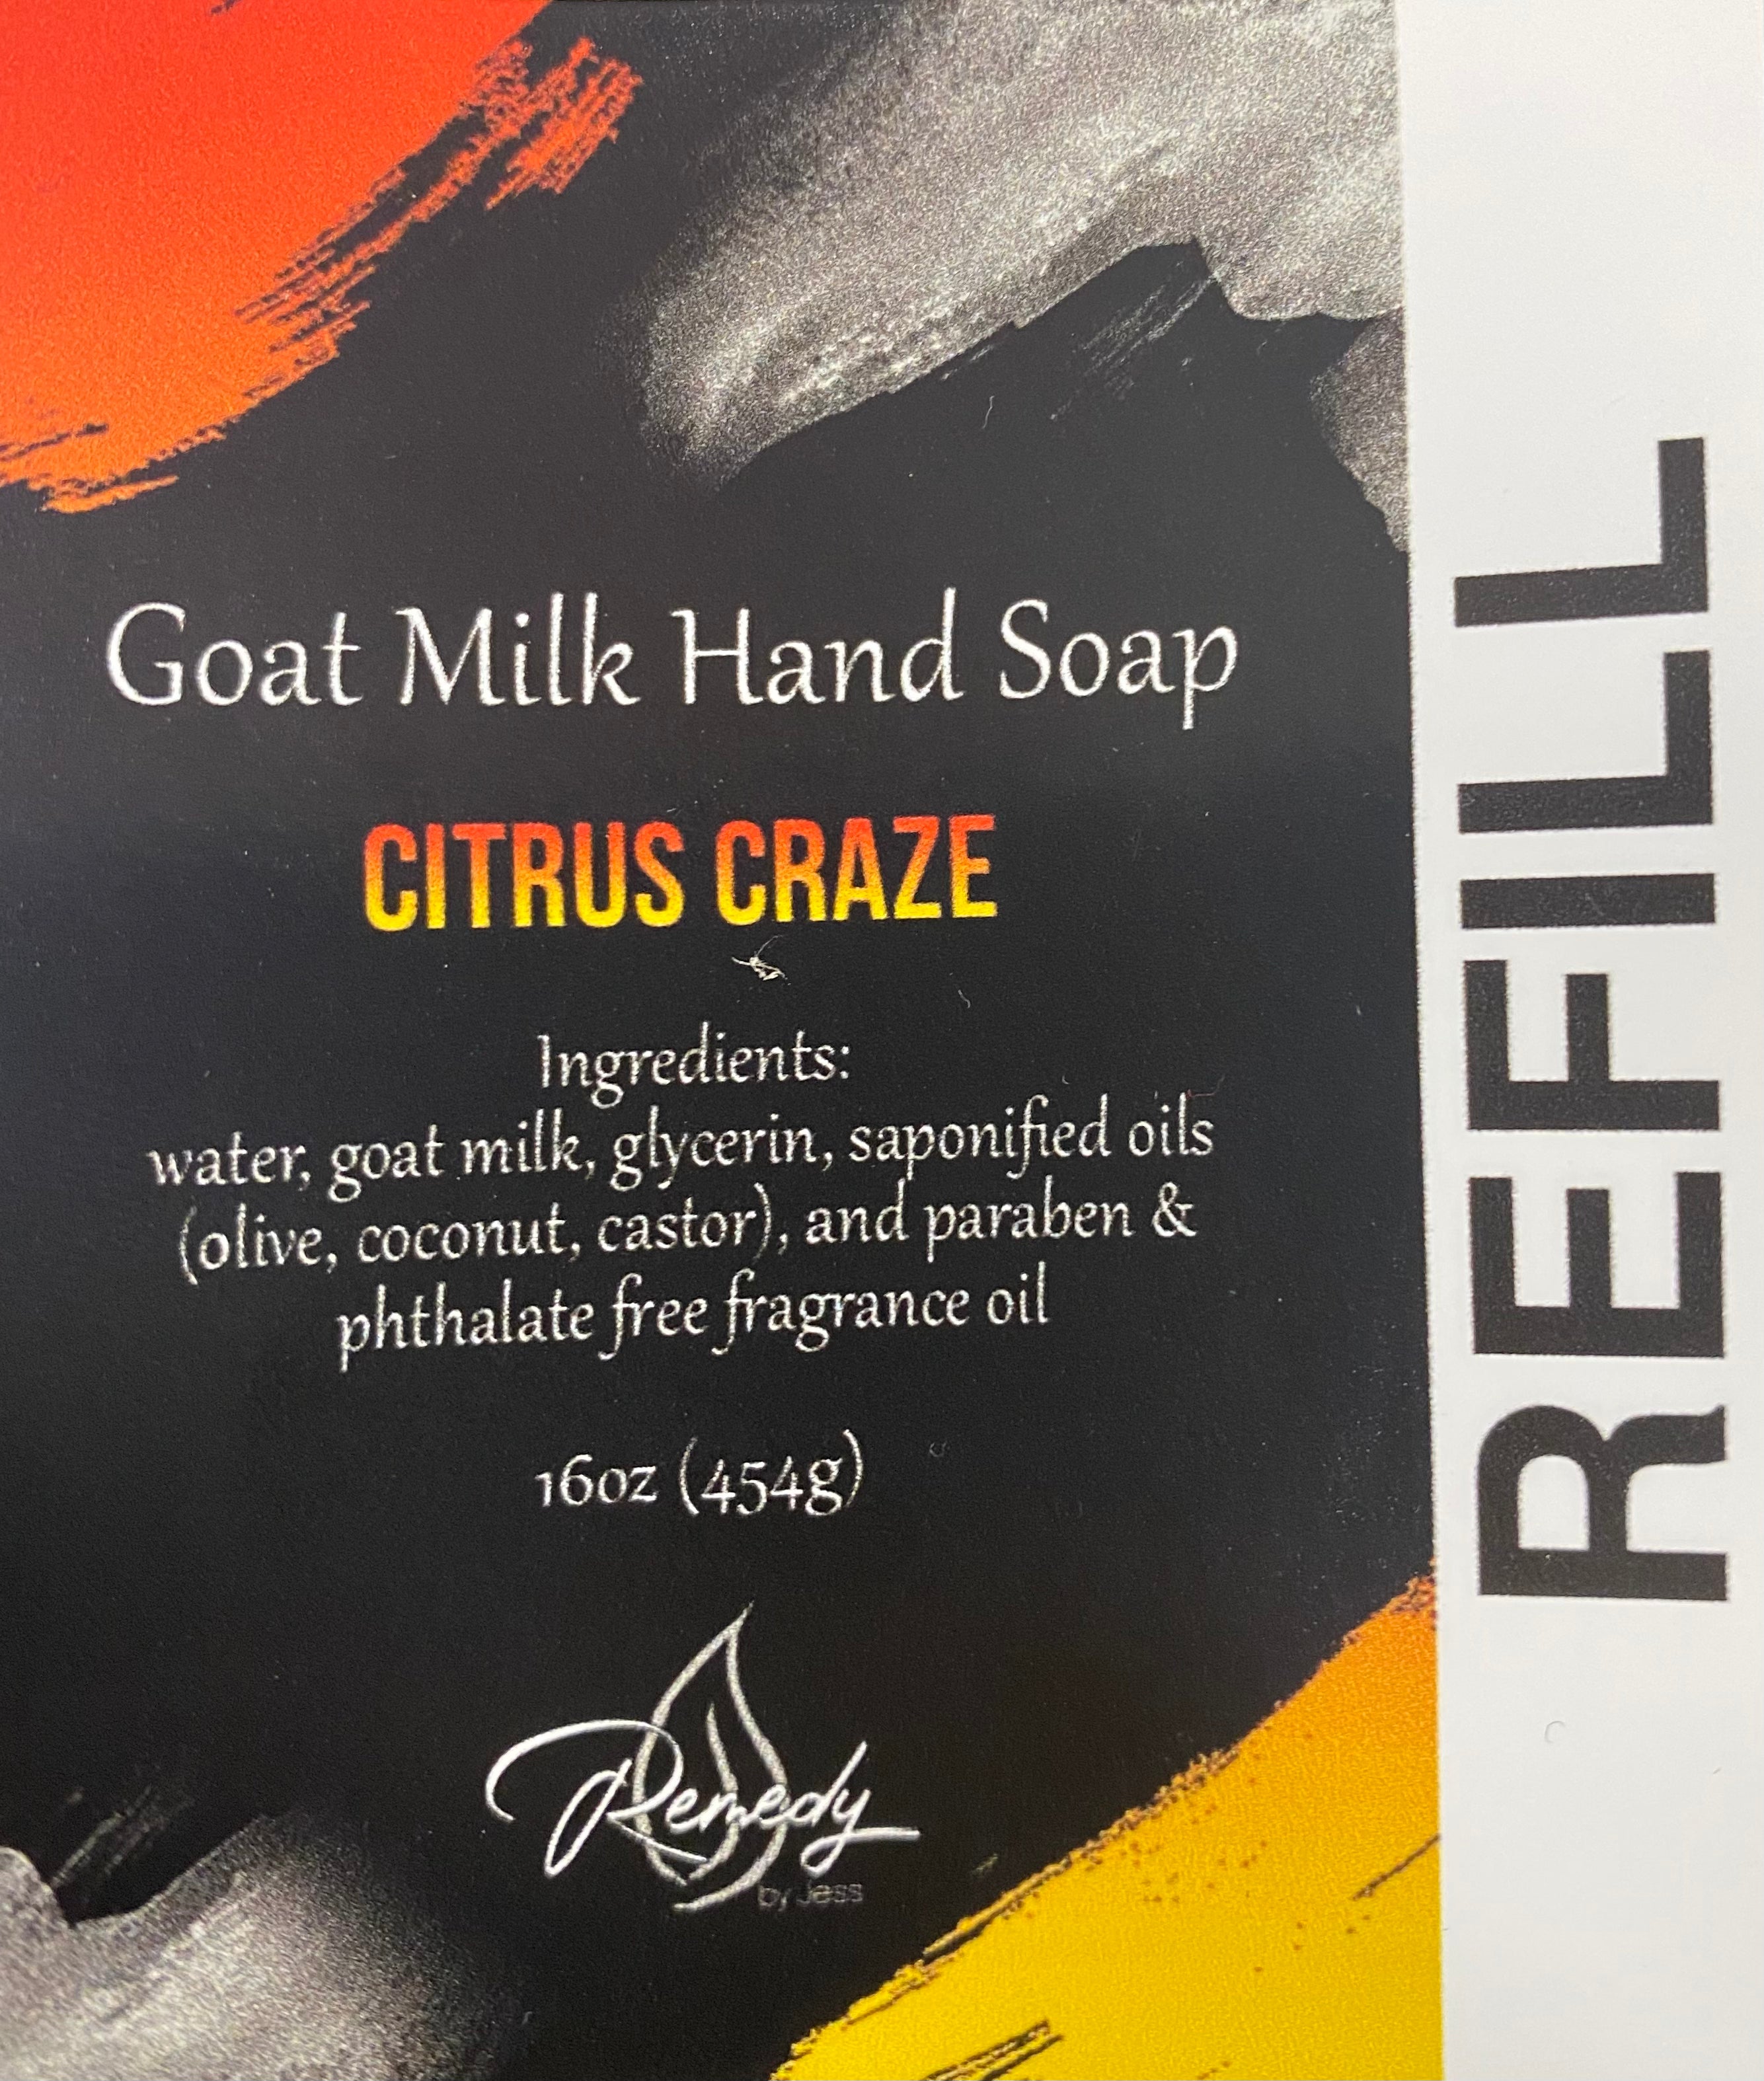 Goat Milk Hand Soap
CITRUS CRAZE
Ingredients:
water, goat milk, glycerin, saponified oils
(olive, coconut, castor), and paraben &
phthalate free fragrance oil
16oz (454g)
Remedy
by Jess
REFILL